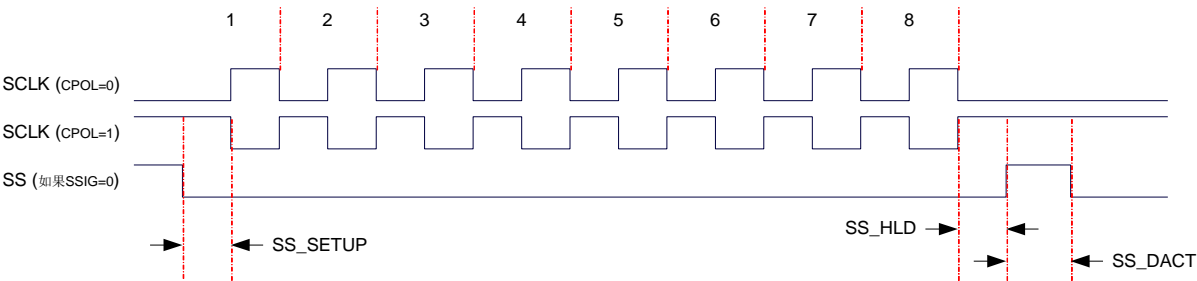 1 2 3 4 5 6 7 8
SCLK (CPOL=0)
SCLK (CPOL=1)
SS (如果SSIG=0)
SS_SETUP
SS_HLD
SS_DACT